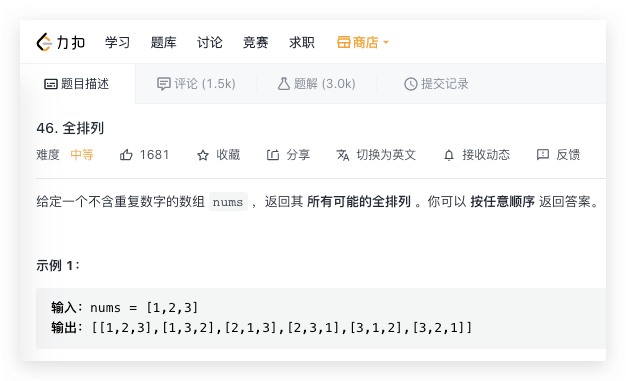 力扣 学习 题库 讨论 竞赛 求职 商店
题目描述 评论 (1.5k) 题解 (3.0k) 提交记录
46. 全排列
难度 中等 1681 收藏 分享 切换为英文 接收动态 反馈
给定一个不含重复数字的数组 nums ，返回其 所有可能的全排列 。你可以 按任意顺序 返回答案。
示例 1：
输入：nums = [1,2,3]
输出：[[1,2,3],[1,3,2],[2,1,3],[2,3,1],[3,1,2],[3,2,1]]